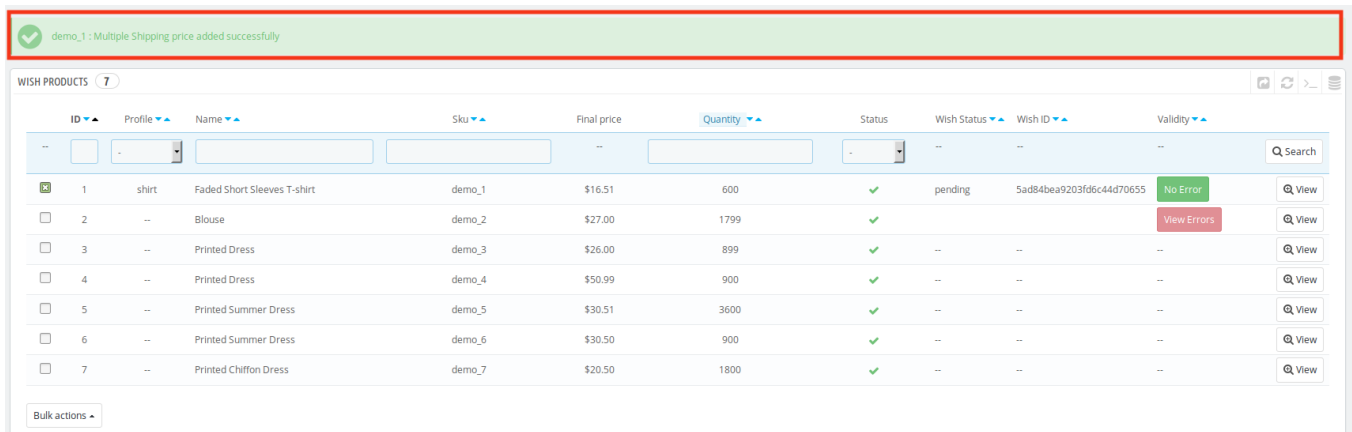 demo_1 : Multiple Shipping price added successfully
WISH PRODUCTS 7
ID Profile Name Sku Final price Quantity Status Wish Status Wish ID Validity
-- - -- - -- -- -- Search
1 shirt Faded Short Sleeves T-shirt demo_1 $16.51 600 pending 5ad84bea9203fd6c44d70655 No Error View
2 -- Blouse demo_2 $27.00 1799 View Errors View
3 -- Printed Dress demo_3 $26.00 899 -- -- -- View
4 -- Printed Dress demo_4 $50.99 900 -- -- -- View
5 -- Printed Summer Dress demo_5 $30.51 3600 -- -- -- View
6 -- Printed Summer Dress demo_6 $30.50 900 -- -- -- View
7 -- Printed Chiffon Dress demo_7 $20.50 1800 -- -- -- View
Bulk actions